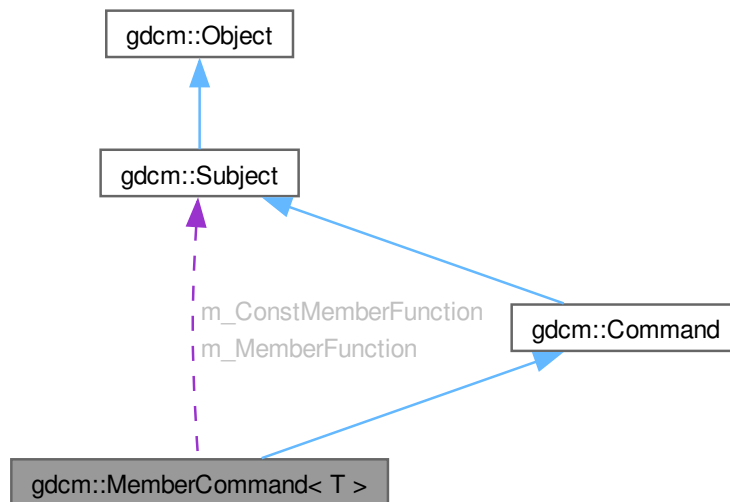 gdcm::Object
gdcm::Subject
m_ConstMemberFunction
m_MemberFunction
gdcm::Command
gdcm::MemberCommand< T >